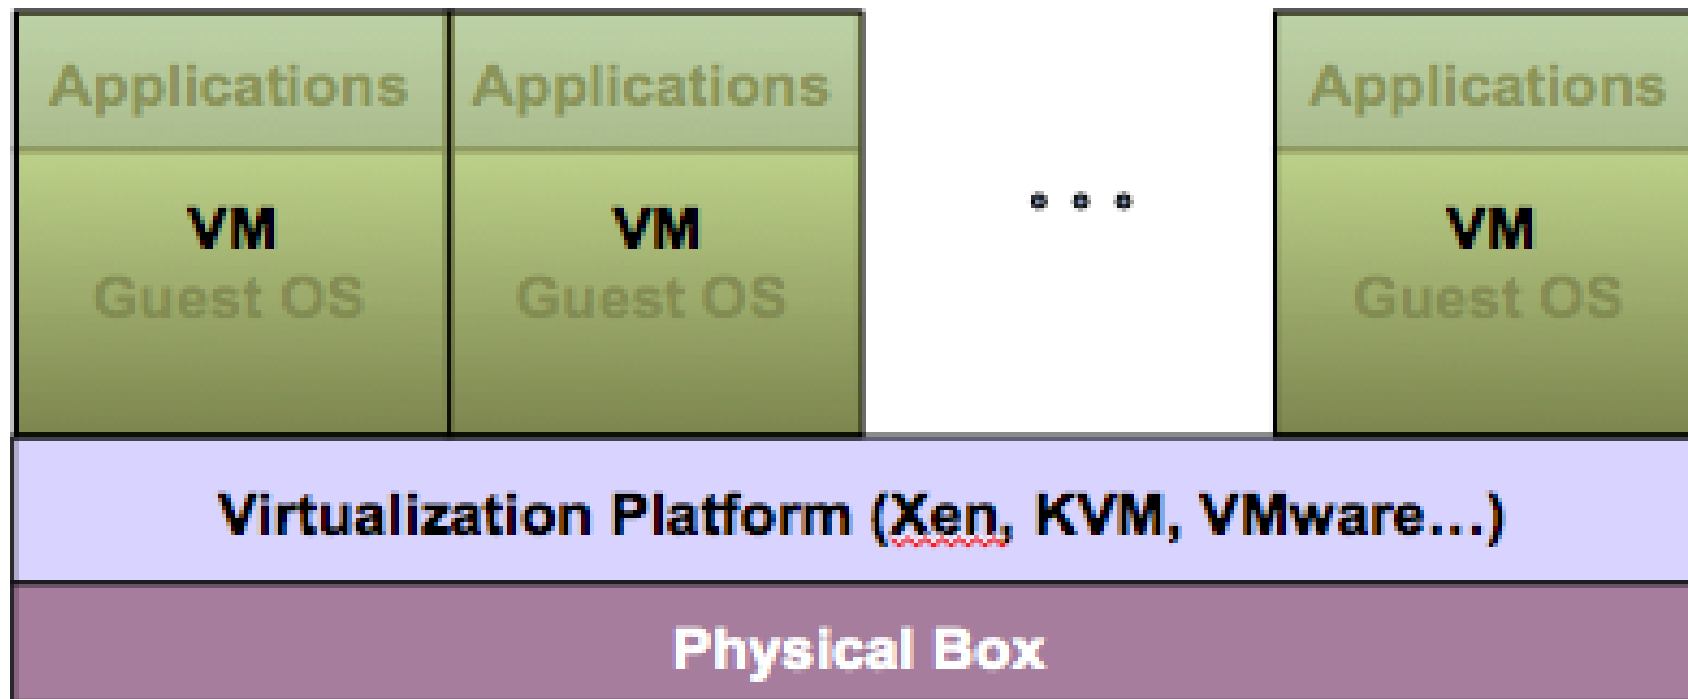 Applications Applications Applications
VM VM VM
Guest OS Guest OS Guest OS
Virtualization Platform (Xen, KVM, VMware...)
Physical Box